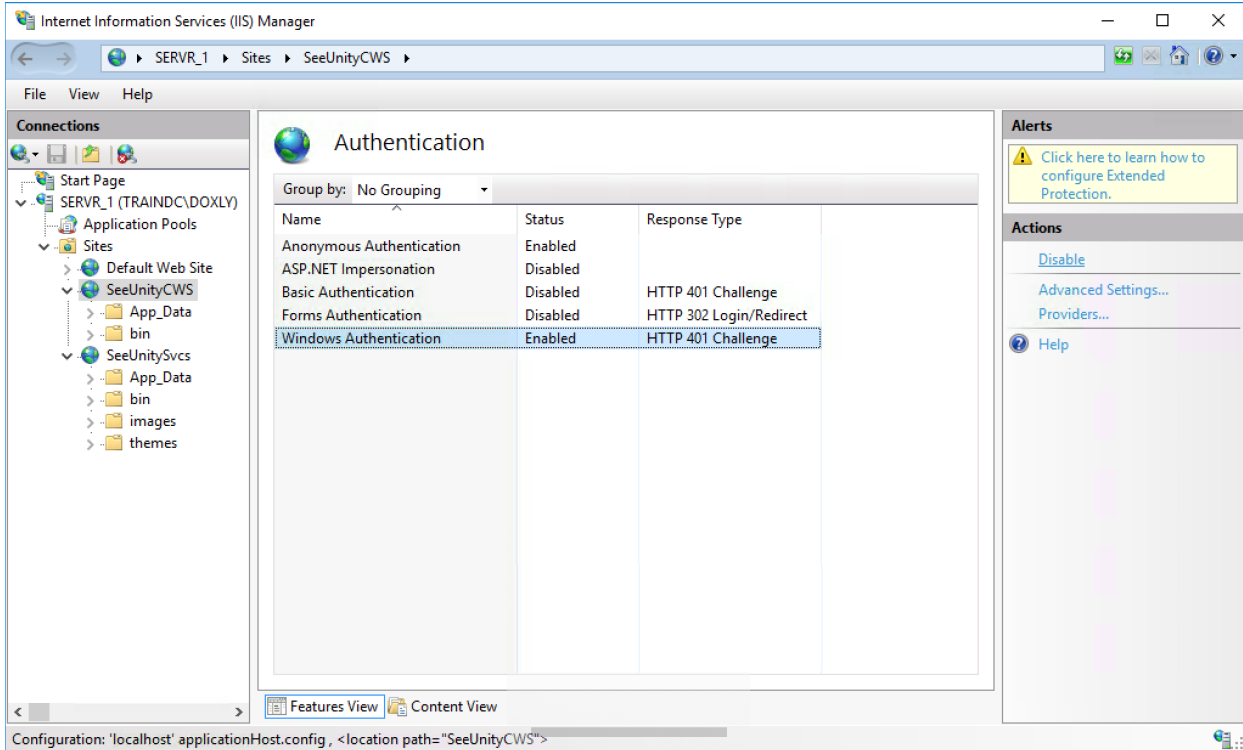 Internet Information Services (IIS) Manager
SERVR_1 Sites SeeUnityCWS
File View Help
Connections
Start Page
SERVR_1 (TRAINDC\DOXLY)
Application Pools
Sites
Default Web Site
SeeUnityCWS
App_Data
bin
SeeUnitySvcs
App_Data
bin
images
themes
Authentication
Group by: No Grouping
Name Status Response Type
Anonymous Authentication Enabled
ASP.NET Impersonation Disabled
Basic Authentication Disabled HTTP 401 Challenge
Forms Authentication Disabled HTTP 302 Login/Redirect
Windows Authentication Enabled HTTP 401 Challenge
Features View Content View
Alerts
Click here to learn how to
configure Extended
Protection.
Actions
Disable
Advanced Settings...
Providers...
Help
Configuration: 'localhost' applicationHost.config , <location path="SeeUnityCWS">